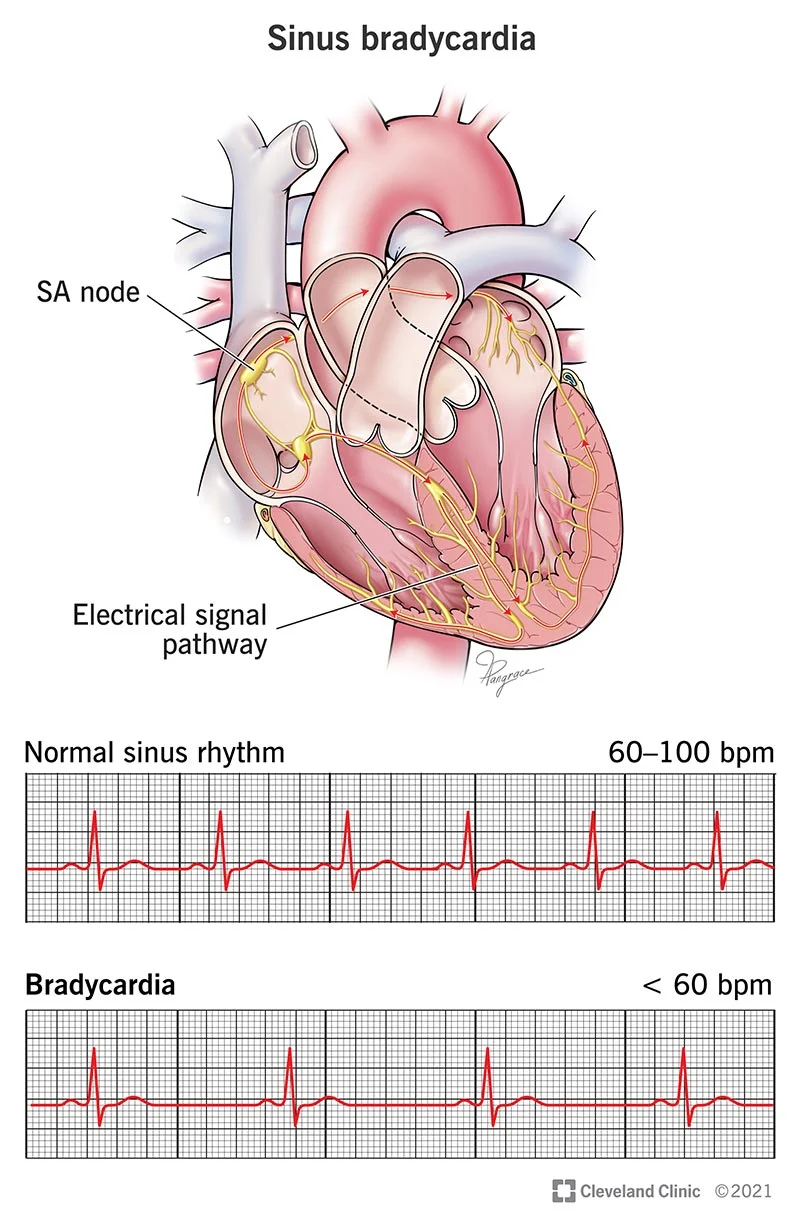 Sinus bradycardia
SA node
Electrical signal
pathway
Pangrace
Normal sinus rhythm
60–100 bpm
Bradycardia
< 60 bpm
Cleveland Clinic ©2021